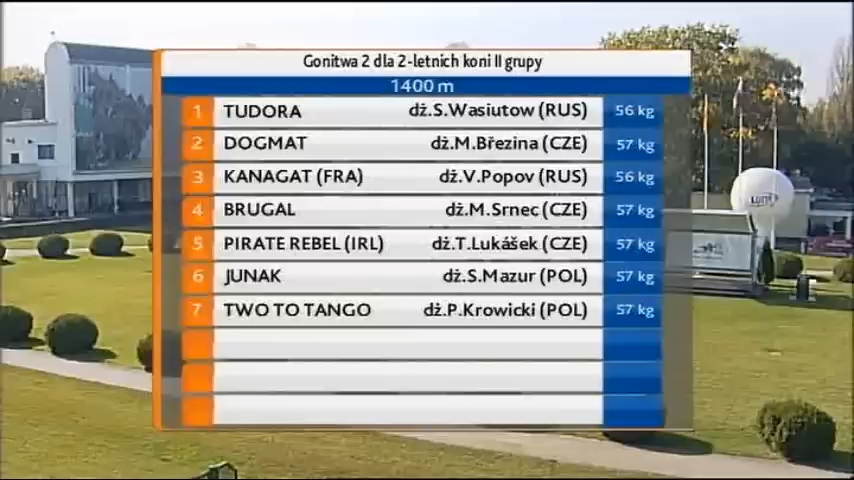 Gonitwa 2 dla 2-letnich koni II grupy
1400 m
1 TUDORA dż.S.Wasiutow (RUS) 56 kg
2 DOGMAT dż.M.Březina (CZE) 57 kg
3 KANAGAT (FRA) dż.V.Popov (RUS) 56 kg
4 BRUGAL dż.M.Srnec (CZE) 57 kg
5 PIRATE REBEL (IRL) dż.T.Lukášek (CZE) 57 kg
6 JUNAK dż.S.Mazur (POL) 57 kg
7 TWO TO TANGO dż.P.Krowicki (POL) 57 kg